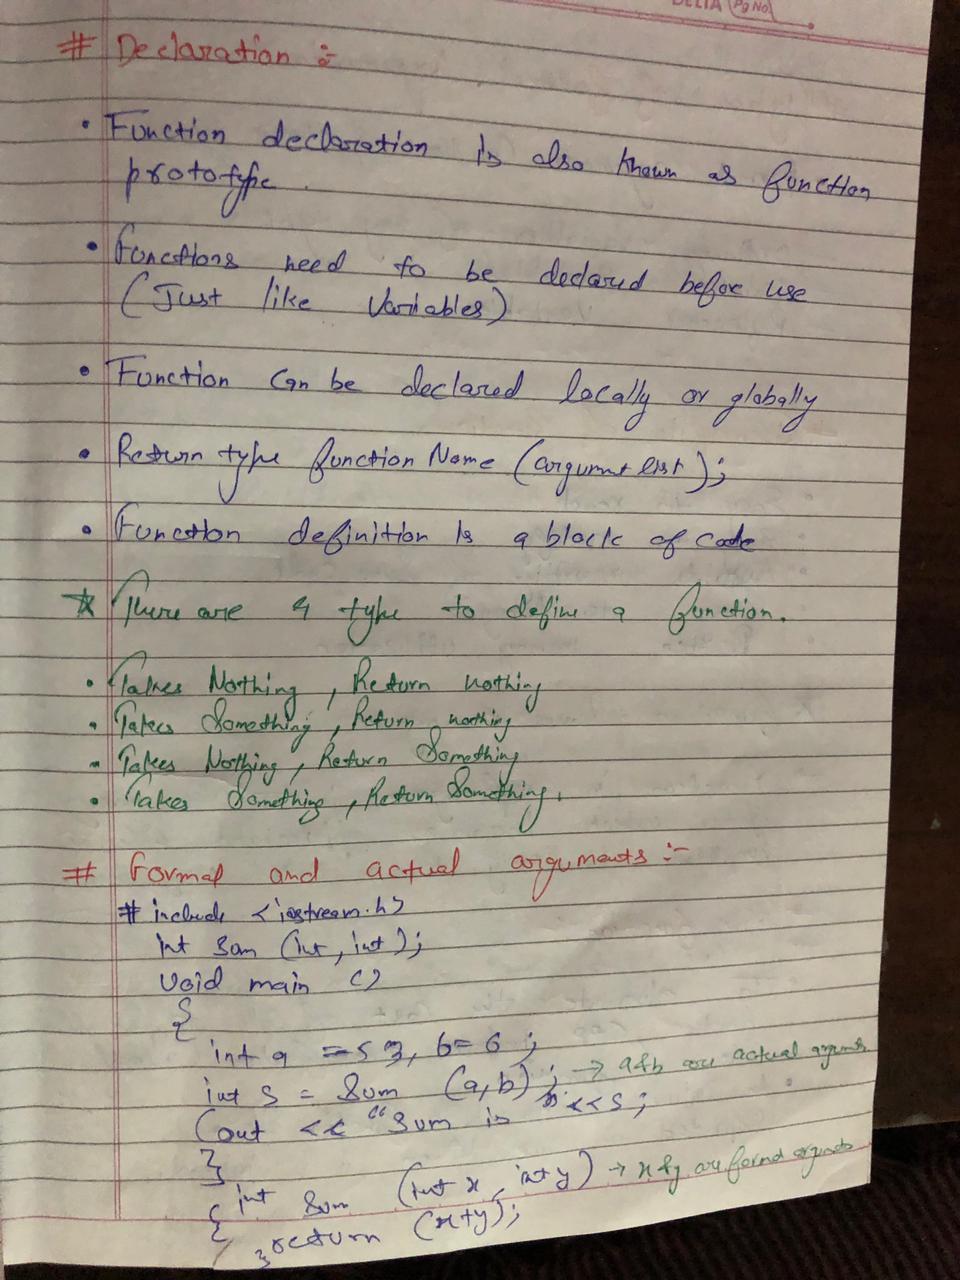 DELTA Pg No
# Declaration :-
• Function declaration is also known as function
prototype.
• Functions need to be declared before use
(Just like Variables)
• Function Can be declared locally or globally
• Return type function Name (argument list);
• Function definition is a block of code
☆ There are 4 type to define a function.
• Takes Nothing, Return nothing
• Takes Something, Return nothing
• Takes Nothing, Return Something
• Takes Something, Return Something.
# Formal and actual arguments :-
# include <iostream.h>
int Sum (int, int);
Void main ()
{
int a = 5, b = 6;
int s = Sum (a,b); → a & b are actual arguments
Cout << "Sum is "<<s;
}
int Sum (int x, int y) → x & y are formal arguments
{ return (x+y);
}